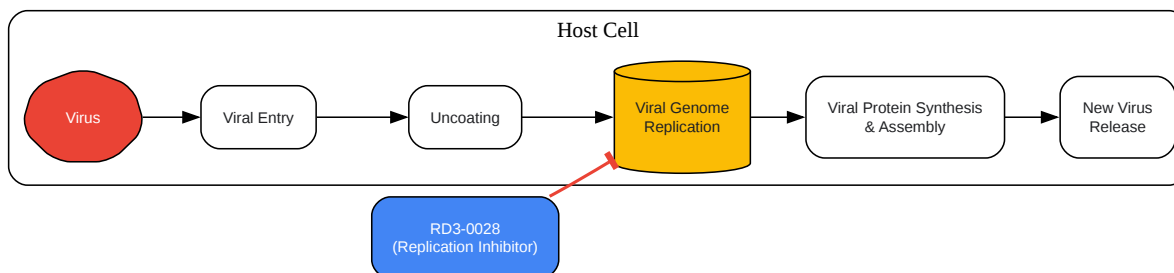 Host Cell
Virus
Viral Entry
Uncoating
Viral Genome
Replication
Viral Protein Synthesis
& Assembly
New Virus
Release
RD3-0028
(Replication Inhibitor)